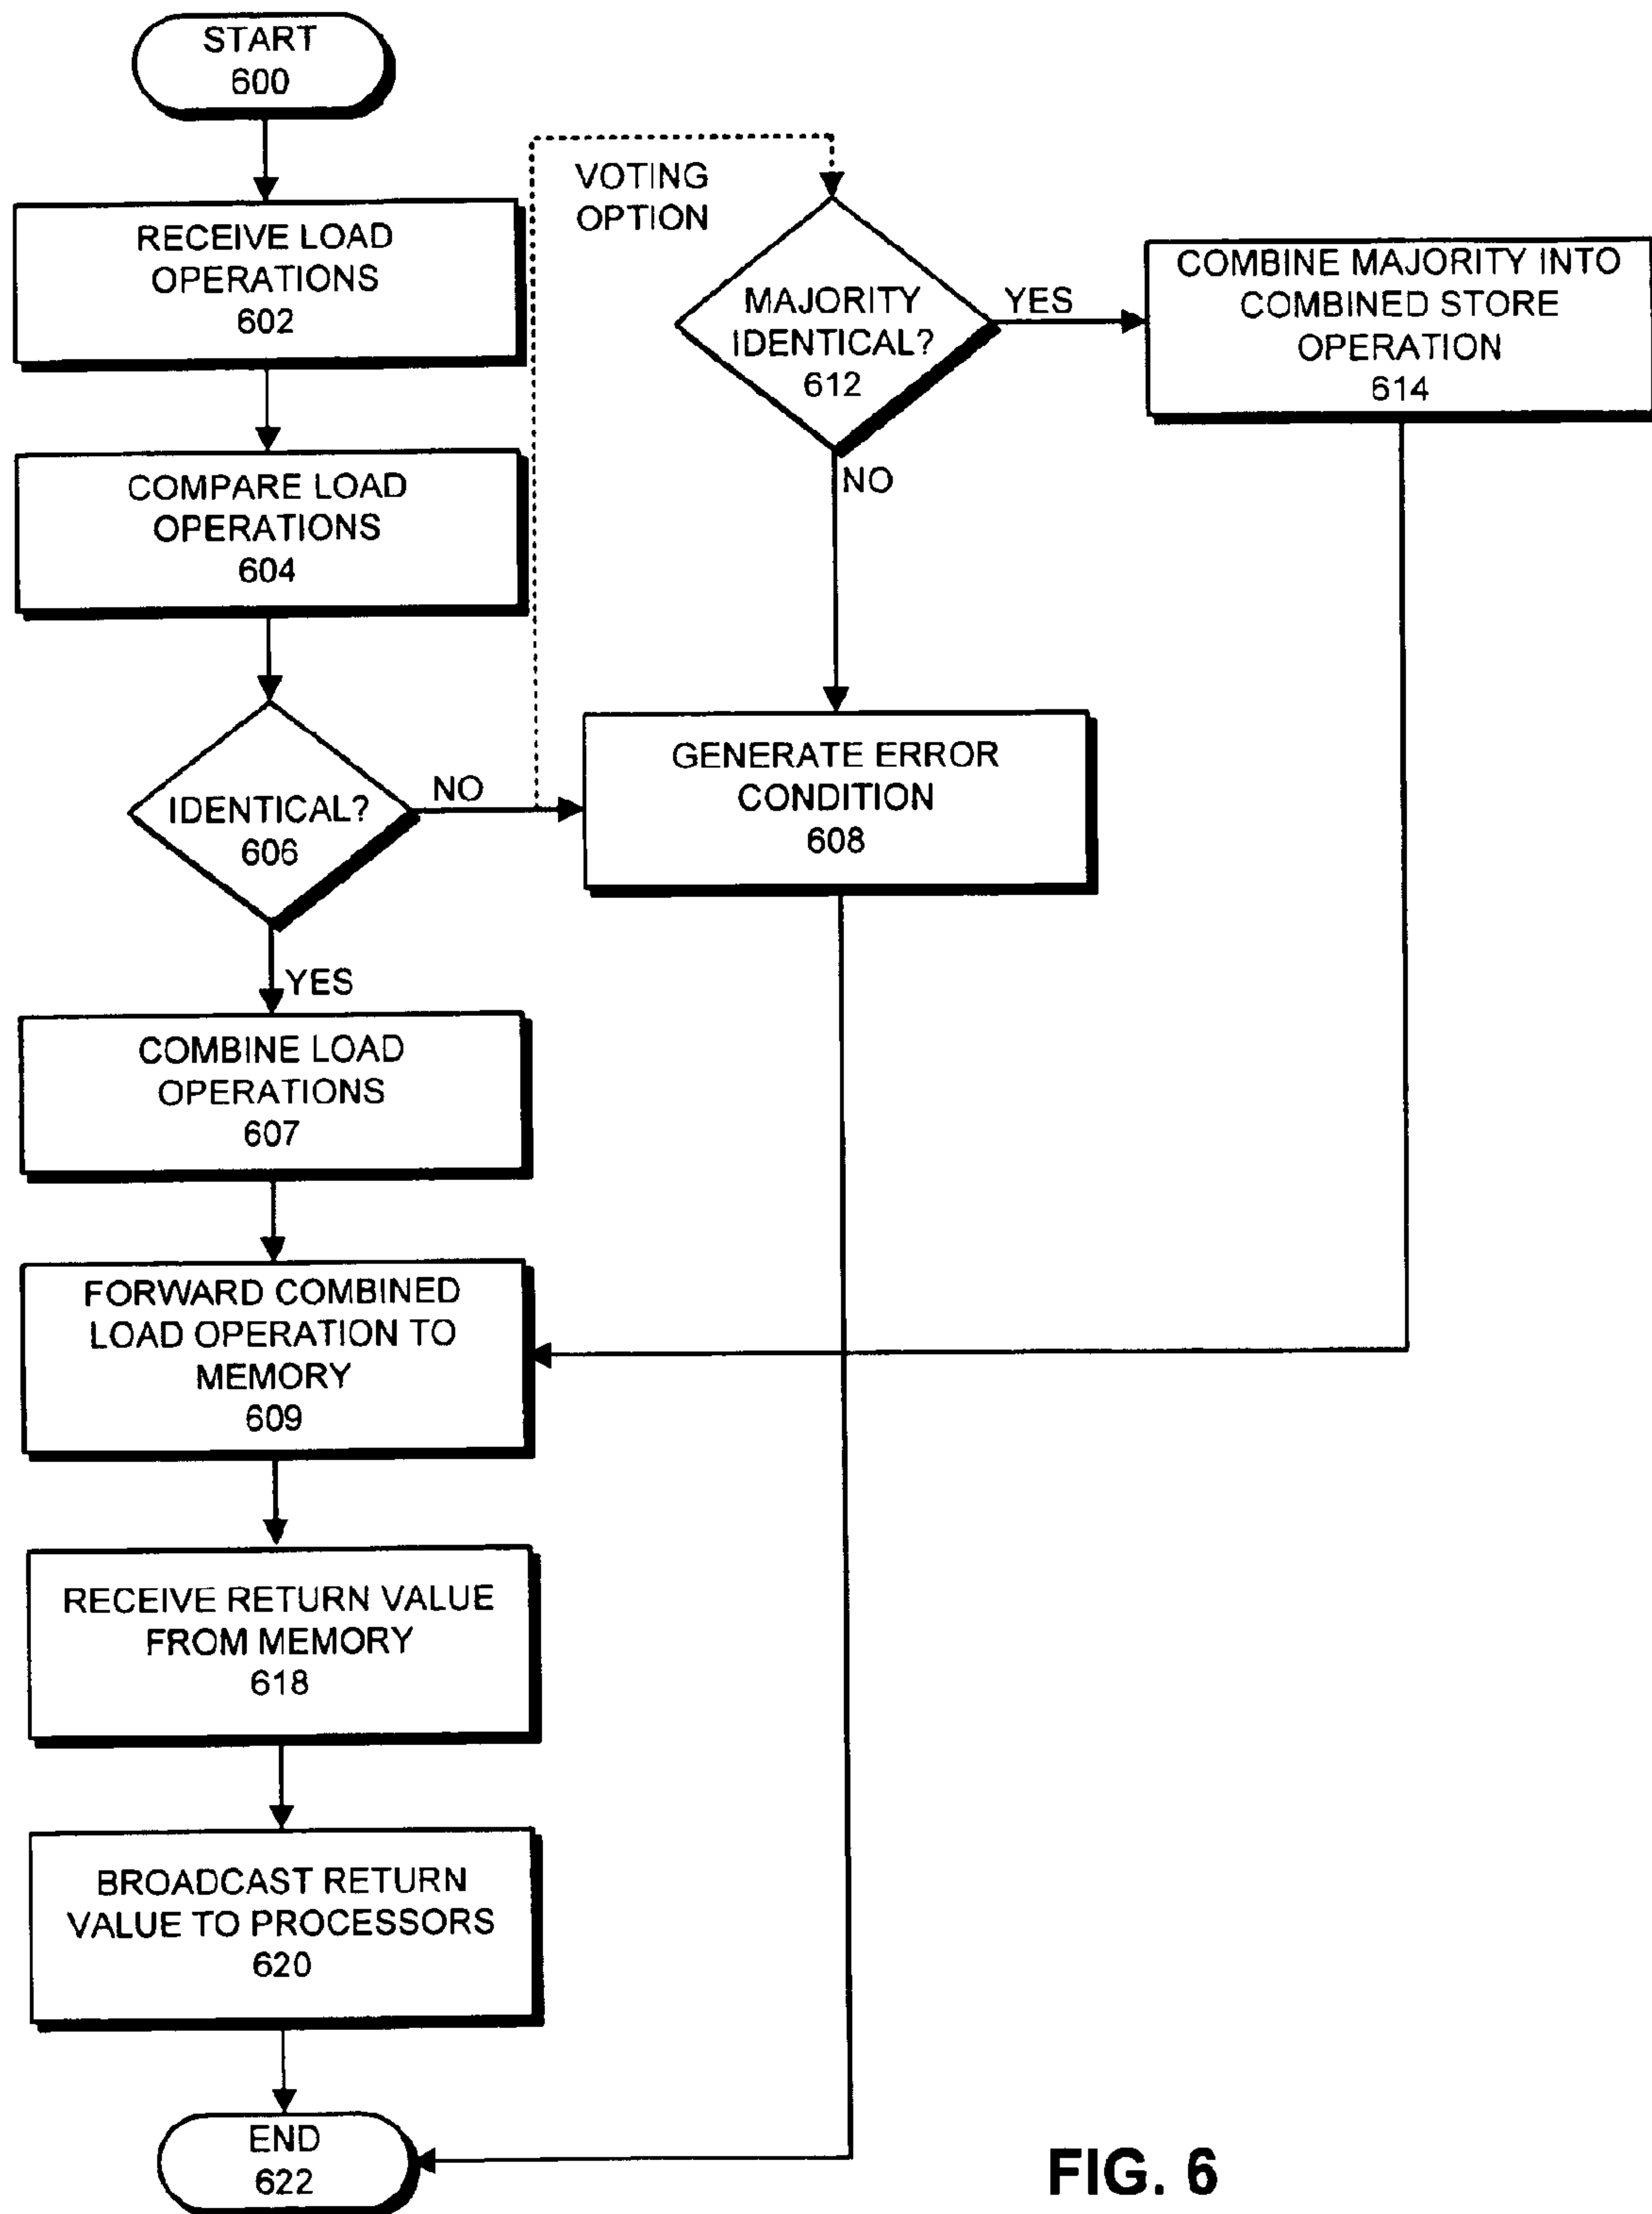 START
600
RECEIVE LOAD
OPERATIONS
602
COMPARE LOAD
OPERATIONS
604
IDENTICAL?
606
NO
YES
VOTING
OPTION
MAJORITY
IDENTICAL?
612
YES
NO
COMBINE MAJORITY INTO
COMBINED STORE
OPERATION
614
GENERATE ERROR
CONDITION
608
COMBINE LOAD
OPERATIONS
607
FORWARD COMBINED
LOAD OPERATION TO
MEMORY
609
RECEIVE RETURN VALUE
FROM MEMORY
618
BROADCAST RETURN
VALUE TO PROCESSORS
620
END
622
FIG. 6